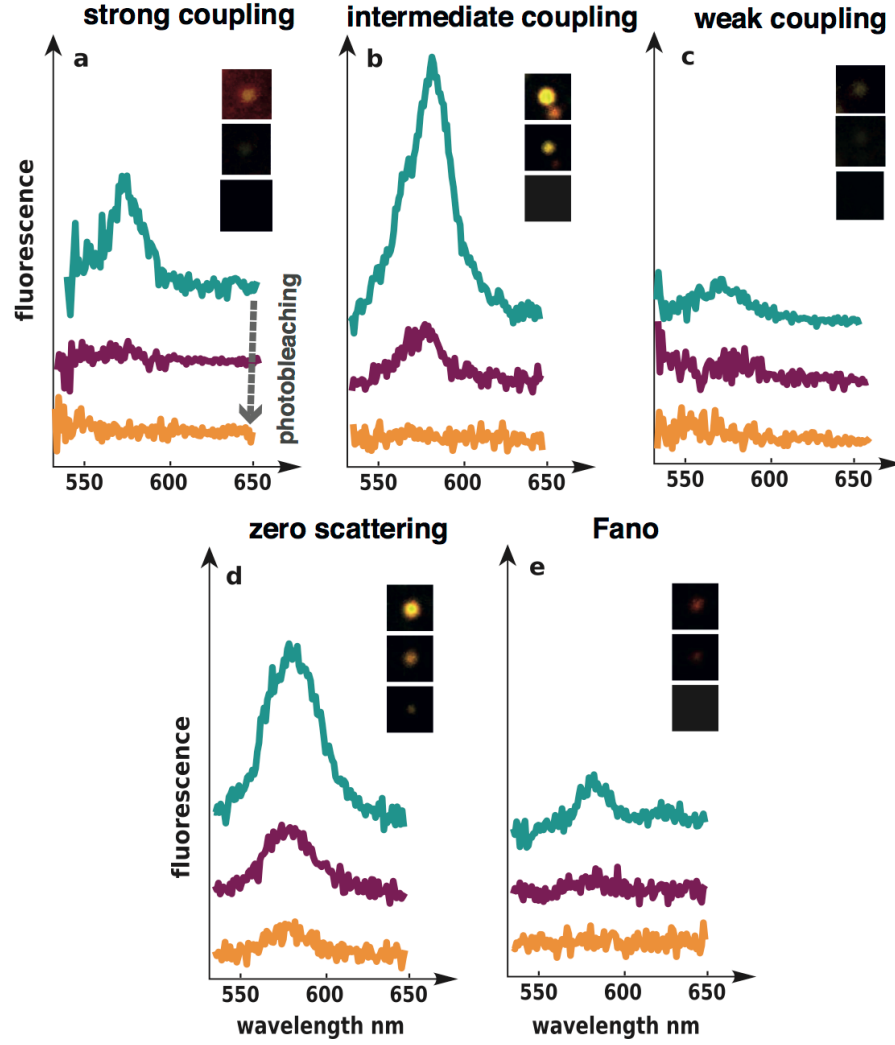 strong coupling
intermediate coupling
weak coupling
a
b
c
fluorescence
photobleaching
550
600
650
550
600
650
550
600
650
zero scattering
Fano
d
e
fluorescence
550
600
650
550
600
650
wavelength nm
wavelength nm